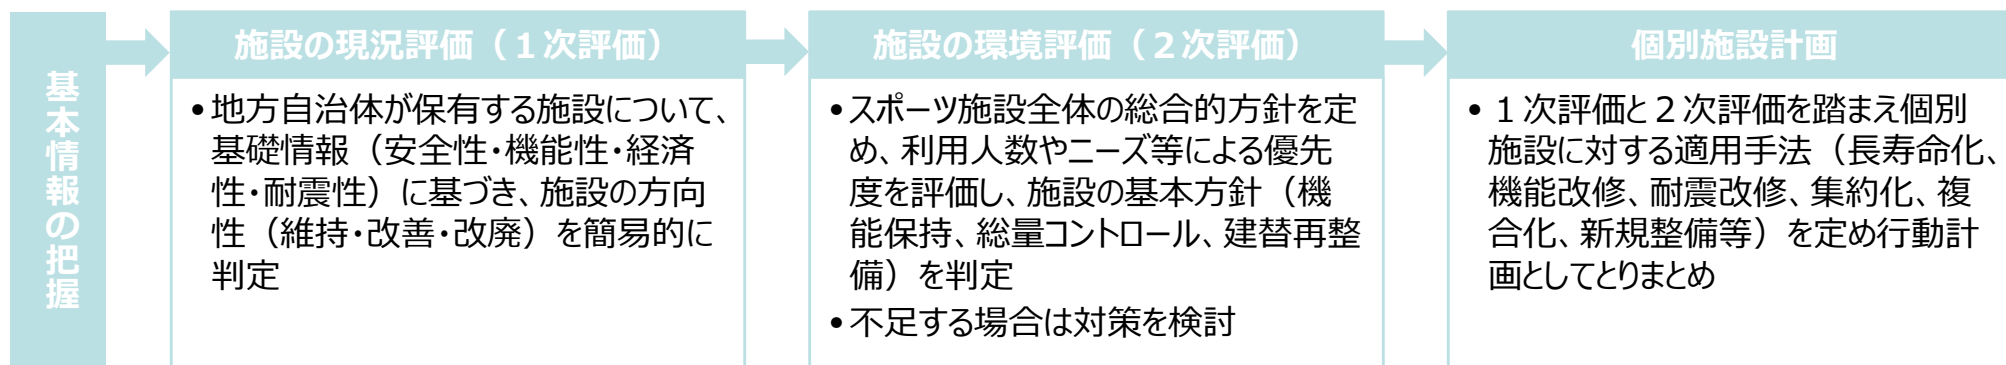 基本情報の把握
施設の現況評価（１次評価）
•地方自治体が保有する施設について、
基礎情報（安全性・機能性・経済
性・耐震性）に基づき、施設の方向
性（維持・改善・改廃）を簡易的に
判定
施設の環境評価（２次評価）
•スポーツ施設全体の総合的方針を定
め、利用人数やニーズ等による優先
度を評価し、施設の基本方針（機
能保持、総量コントロール、建替再整
備）を判定
•不足する場合は対策を検討
個別施設計画
•１次評価と２次評価を踏まえ個別
施設に対する適用手法（長寿命化、
機能改修、耐震改修、集約化、複
合化、新規整備等）を定め行動計
画としてとりまとめ